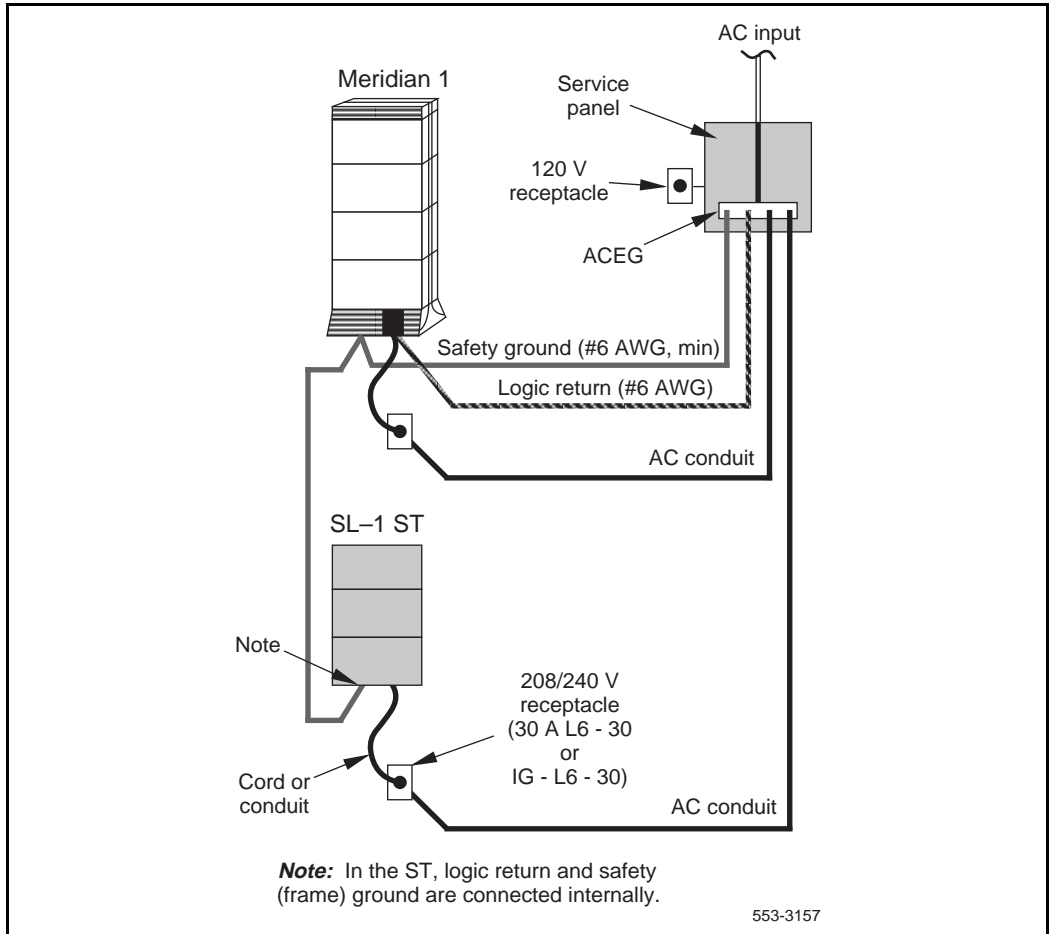 AC input
Meridian 1
Service
panel
120 V
receptacle
ACEG
Safety ground (#6 AWG, min)
Logic return (#6 AWG)
AC conduit
SL–1 ST
Note
208/240 V
receptacle
(30 A L6 - 30
or
IG - L6 - 30)
Cord or
conduit
AC conduit
Note: In the ST, logic return and safety
(frame) ground are connected internally.
553-3157